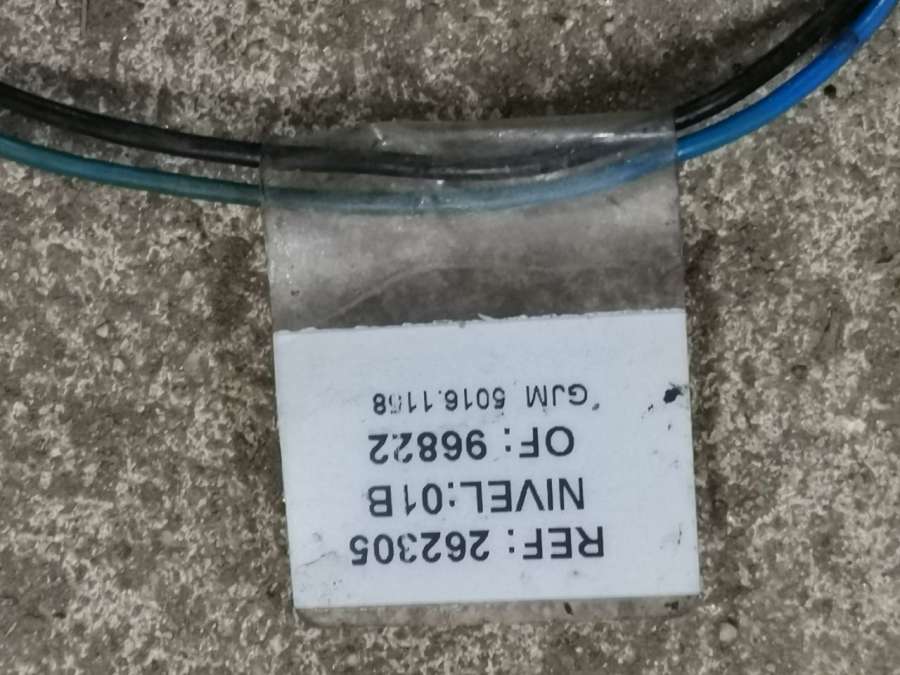 REF: 262305
NIVEL:01B
OF: 96822
GJM 5016.1158